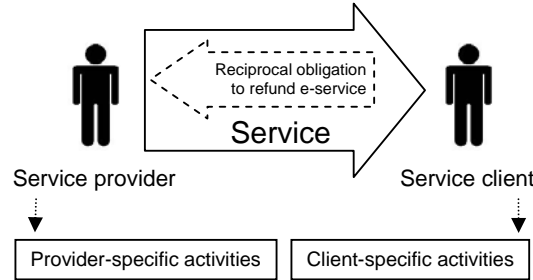 Reciprocal obligation
to refund e-service
Service
Service provider
Service client
Provider-specific activities
Client-specific activities